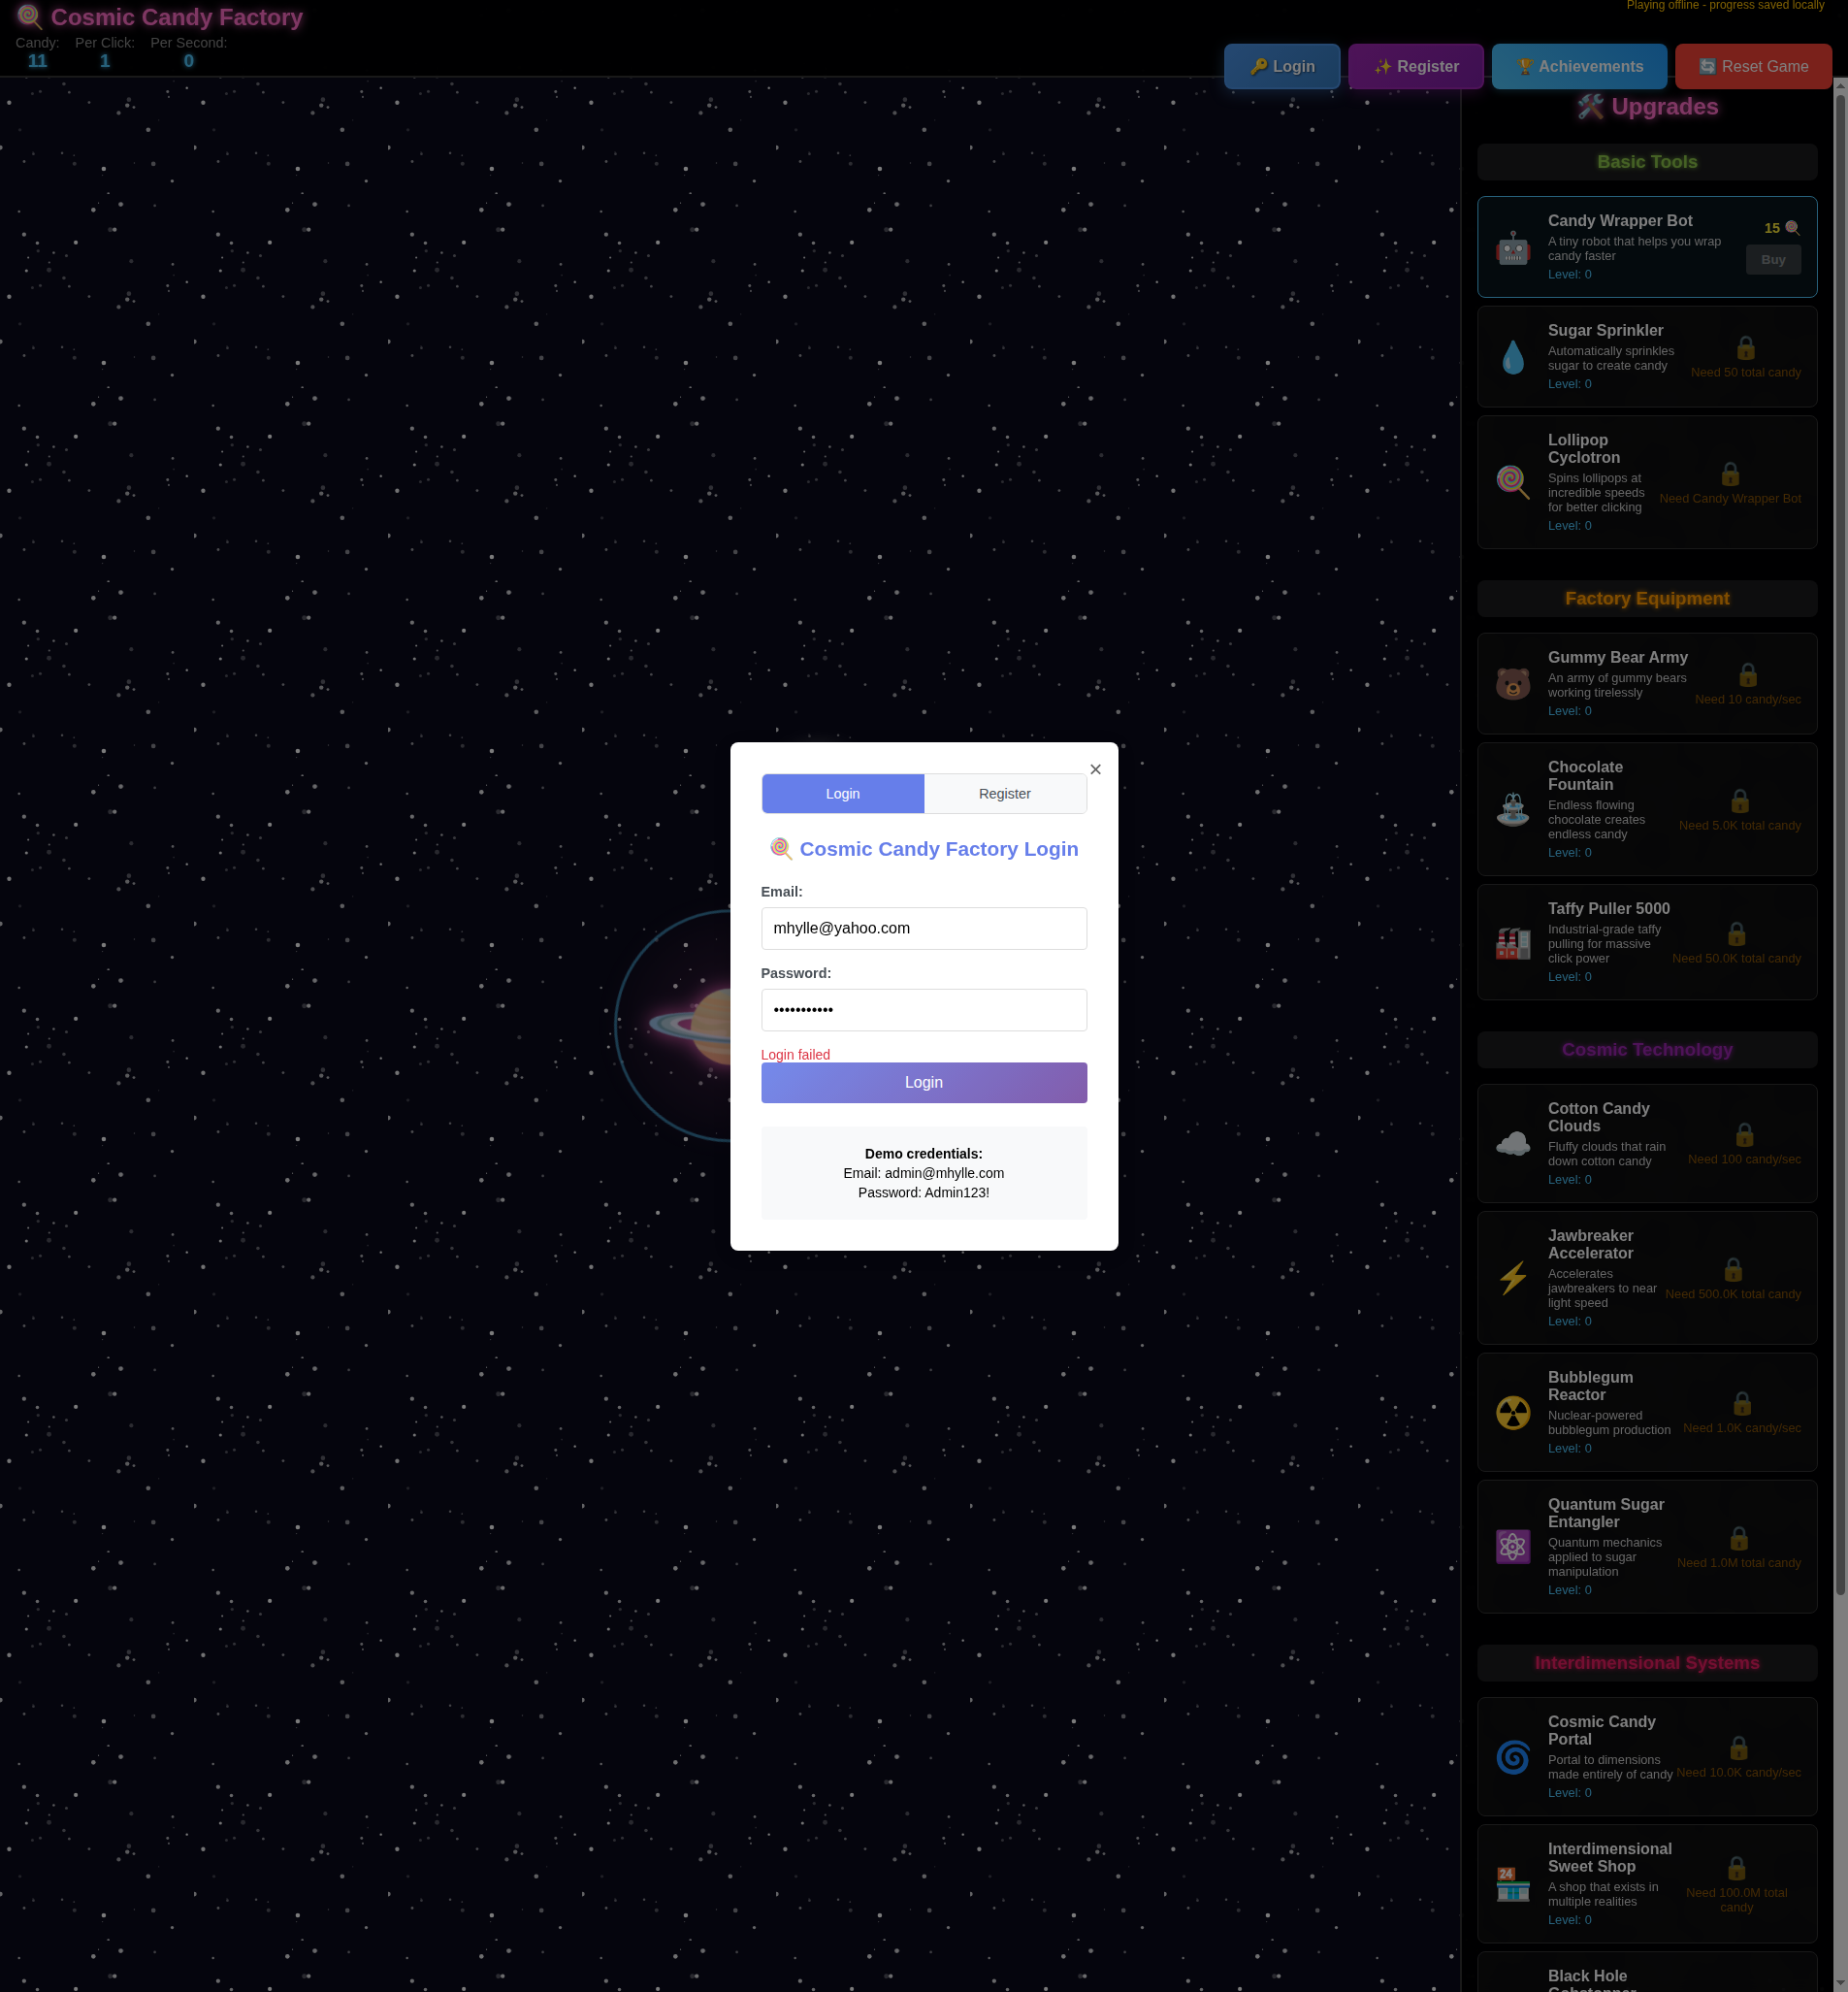 Cosmic Candy Factory
Candy:
11
Per Click:
1
Per Second:
0
Playing offline - progress saved locally
Login
Register
Achievements
Reset Game
Upgrades
Basic Tools
Candy Wrapper Bot
A tiny robot that helps you wrap
candy faster
Level: 0
15
Buy
Sugar Sprinkler
Automatically sprinkles
sugar to create candy
Level: 0
Need 50 total candy
Lollipop
Cyclotron
Spins lollipops at
incredible speeds
for better clicking
Level: 0
Need Candy Wrapper Bot
Factory Equipment
Gummy Bear Army
An army of gummy bears
working tirelessly
Level: 0
Need 10 candy/sec
Chocolate
Fountain
Endless flowing
chocolate creates
endless candy
Level: 0
Need 5.0K total candy
Taffy Puller 5000
Industrial-grade taffy
pulling for massive
click power
Level: 0
Need 50.0K total candy
Cosmic Technology
Cotton Candy
Clouds
Fluffy clouds that rain
down cotton candy
Level: 0
Need 100 candy/sec
Jawbreaker
Accelerator
Accelerates
jawbreakers to near
light speed
Level: 0
Need 500.0K total candy
Bubblegum
Reactor
Nuclear-powered
bubblegum production
Level: 0
Need 1.0K candy/sec
Quantum Sugar
Entangler
Quantum mechanics
applied to sugar
manipulation
Level: 0
Need 1.0M total candy
Interdimensional Systems
Cosmic Candy
Portal
Portal to dimensions
made entirely of candy
Level: 0
Need 10.0K candy/sec
Interdimensional
Sweet Shop
A shop that exists in
multiple realities
Level: 0
24
Need 100.0M total
candy
Black Hole
×
Login
Register
Cosmic Candy Factory Login
Email:
mhylle@yahoo.com
Password:
•••••••••••
Login failed
Login
Demo credentials:
Email: admin@mhylle.com
Password: Admin123!